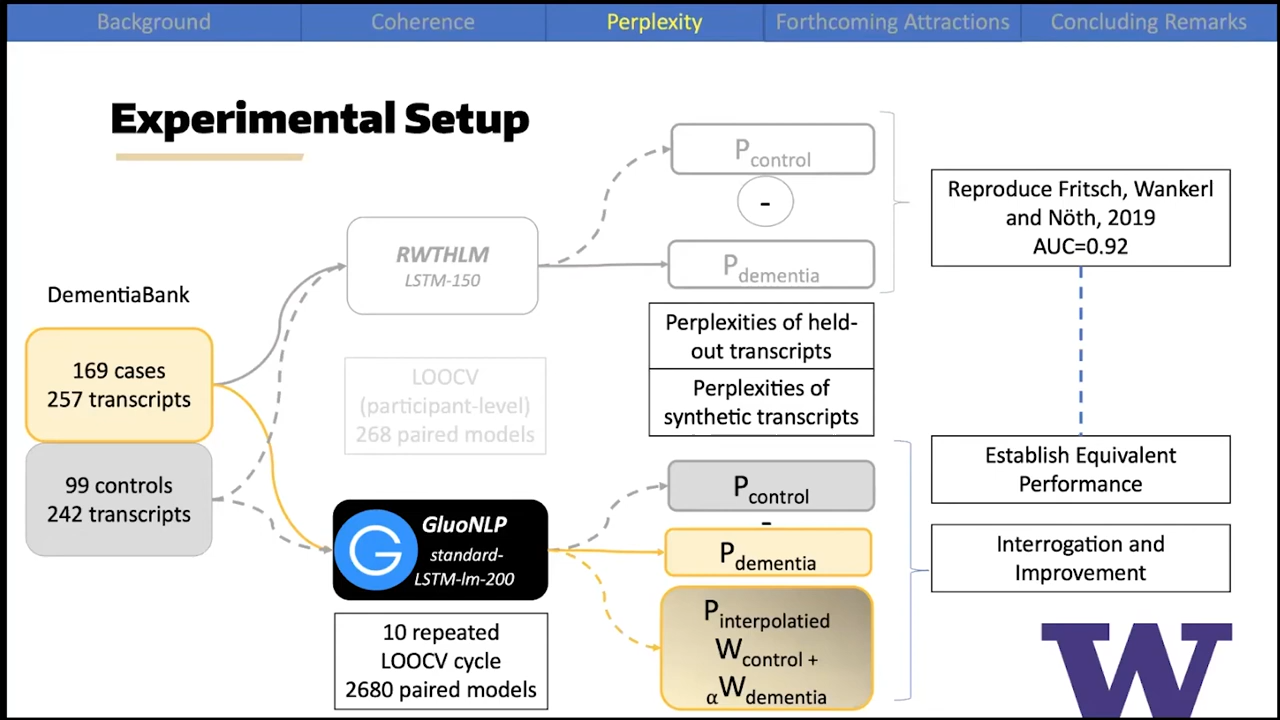 Background
Coherence
Perplexity
Forthcoming Attractions
Concluding Remarks
Experimental Setup
DementiaBank
169 cases
257 transcripts
99 controls
242 transcripts
RWTHLM
LSTM-150
LOOCV
(participant-level)
268 paired models
G
GluoNLP
standard-
LSTM-lm-200
10 repeated
LOOCV cycle
2680 paired models
Pcontrol
-
Pdementia
Perplexities of held-
out transcripts
Perplexities of
synthetic transcripts
Pcontrol
-
Pdementia
Pinterpolatied
Wcontrol +
αWdementia
Reproduce Fritsch, Wankerl
and Nöth, 2019
AUC=0.92
Establish Equivalent
Performance
Interrogation and
Improvement
W